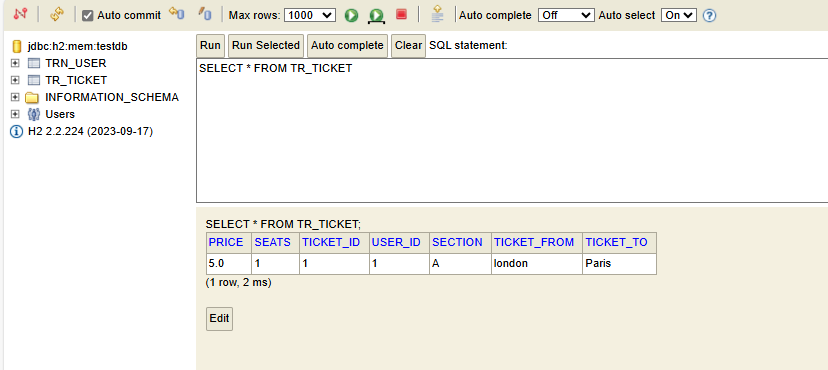 Auto commit Max rows: 1000 Auto complete Off Auto select On ?
jdbc:h2:mem:testdb
TRN_USER
TR_TICKET
INFORMATION_SCHEMA
Users
H2 2.2.224 (2023-09-17)
Run Run Selected Auto complete Clear SQL statement:
SELECT * FROM TR_TICKET
SELECT * FROM TR_TICKET;
PRICE SEATS TICKET_ID USER_ID SECTION TICKET_FROM TICKET_TO
5.0 1 1 1 A london Paris
(1 row, 2 ms)
Edit